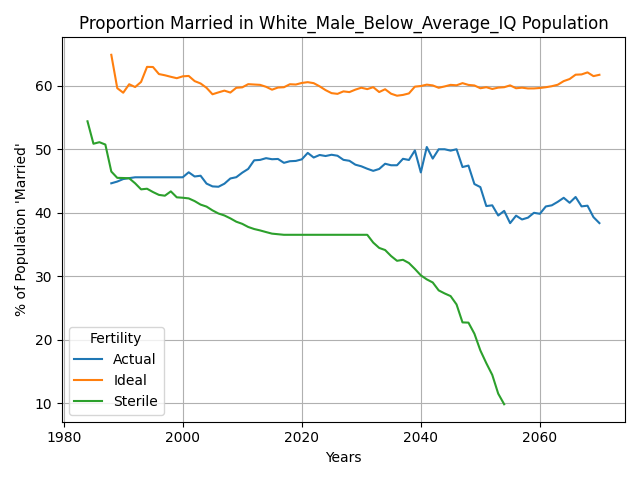 Proportion Married in White_Male_Below_Average_IQ Population
% of Population 'Married'
60
50
40
30
20
10
Fertility
Actual
Ideal
Sterile
1980
2000
2020
2040
2060
Years